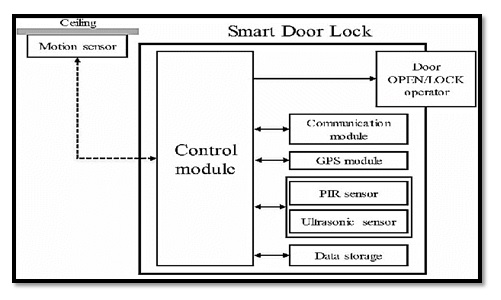 Ceiling
Motion sensor
Smart Door Lock
Door
OPEN/LOCK
operator
Control
module
Communication
module
GPS module
PIR sensor
Ultrasonic sensor
Data storage